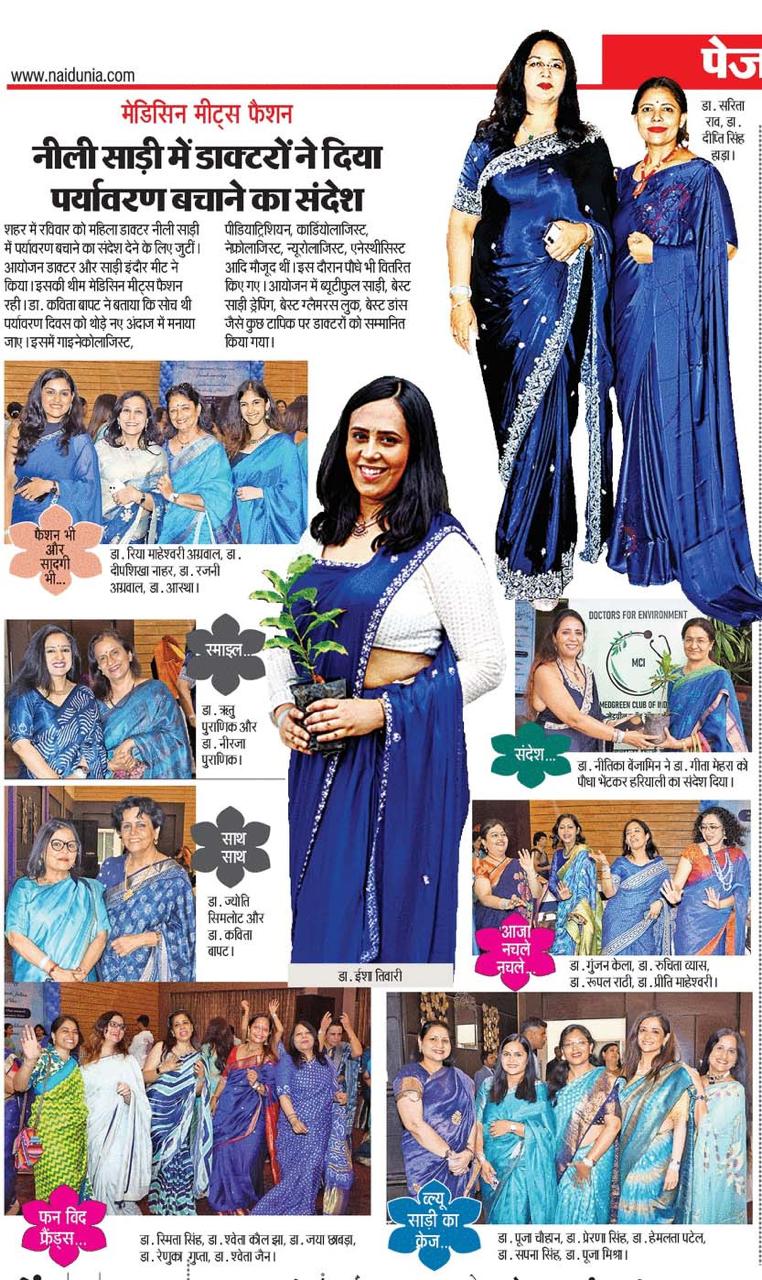 www.naidunia.com
पेज
मेडिसिन मीट्स फैशन
नीली साड़ी में डाक्टरों ने दिया
पर्यावरण बचाने का संदेश
शहर में रविवार को महिला डाक्टर नीली साड़ी
में पर्यावरण बचाने का संदेश देने के लिए जुटीं।
आयोजन डाक्टर और साड़ी इंदौर मीट ने
किया। इसकी थीम मेडिसिन मीट्स फैशन
रही। डा. कविता बापट ने बताया कि सोच थी
पर्यावरण दिवस को थोड़े नए अंदाज में मनाया
जाए। इसमें गाइनेकोलाजिस्ट,
पीडियाट्रिशियन, कार्डियोलाजिस्ट,
नेफ्रोलाजिस्ट, न्यूरोलाजिस्ट, एनेस्थीसिस्ट
आदि मौजूद थीं। इस दौरान पौधे भी वितरित
किए गए। आयोजन में ब्यूटीफुल साड़ी, बेस्ट
साड़ी ड्रेपिंग, बेस्ट ग्लैमरस लुक, बेस्ट डांस
जैसे कुछ टापिक पर डाक्टरों को सम्मानित
किया गया।
डा. सरिता
राव, डा.
दीप्ति सिंह
हाड़ा।
फैशन भी
और
सादगी
भी...
डा. रिया माहेश्वरी अग्रवाल, डा.
दीपशिखा नाहर, डा. रजनी
अग्रवाल, डा. आस्था।
स्माइल...
डा. ऋतु
पुराणिक और
डा. नीरजा
पुराणिक।
DOCTORS FOR ENVIRONMENT
MCI
MEDGREEN CLUB OF IND
संदेश...
डा. नीतिका बेंजामिन ने डा. गीता मेहरा को
पौधा भेंटकर हरियाली का संदेश दिया।
साथ
साथ
डा. ज्योति
सिमलोट और
डा. कविता
बापट।
डा. ईशा तिवारी
आजा
नचले
नचले...
डा. गुंजन केला, डा. रुचिता व्यास,
डा. रूपल राठी, डा. प्रीति माहेश्वरी।
फन विद
फ्रैंड्स...
डा. स्मिता सिंह, डा. श्वेता कौल झा, डा. जया छाबड़ा,
डा. रेणुका गुप्ता, डा. श्वेता जैन।
ब्ल्यू
साड़ी का
क्रेज...
डा. पूजा चौहान, डा. प्रेरणा सिंह, डा. हेमलता पटेल,
डा. सपना सिंह, डा. पूजा मिश्रा।